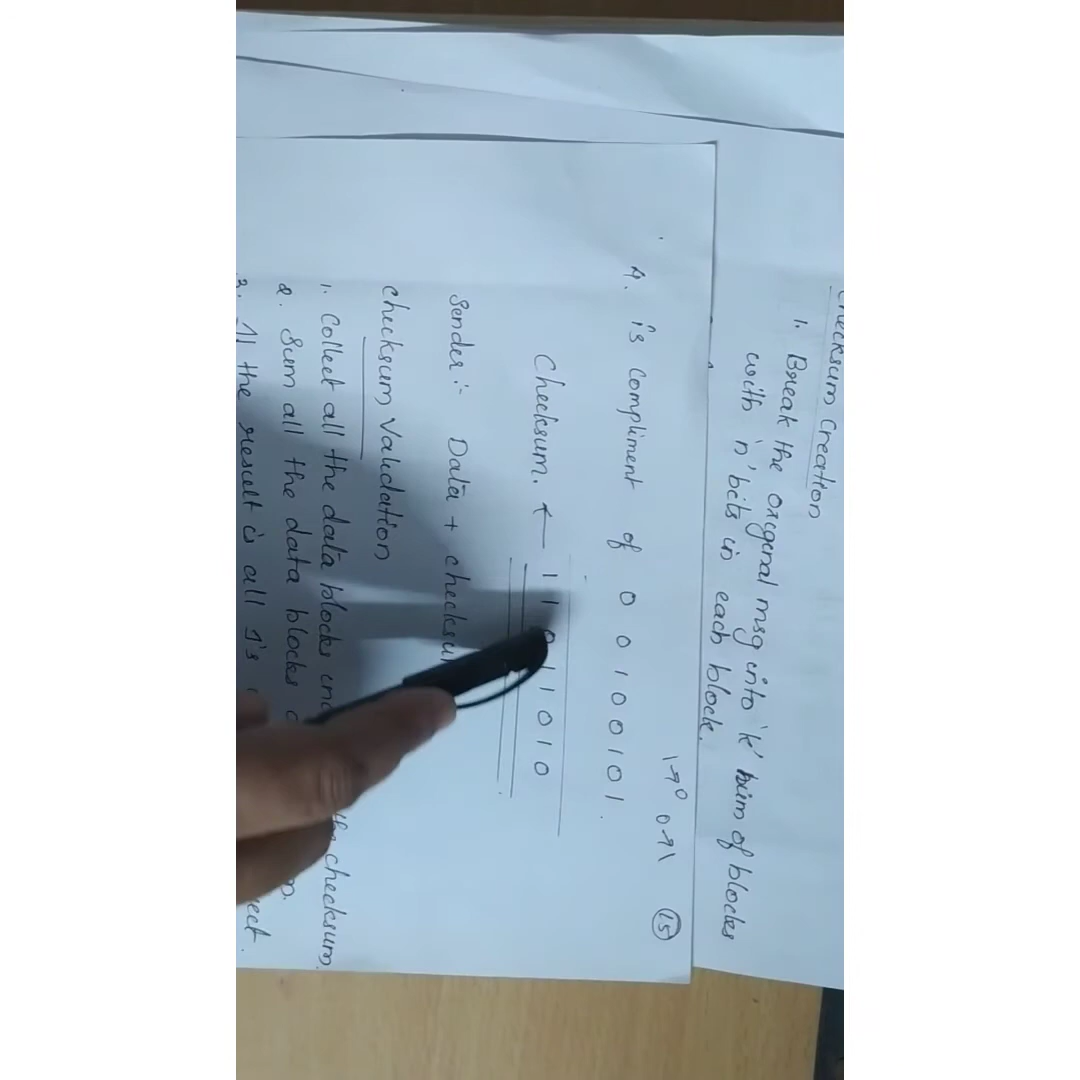 Checksum Creation
1. Break the original msg into 'k' num of blocks
with 'n' bits in each block.
1→0 0→1 (15)
4. 1's compliment of 0 0 1 0 0 1 0 1.
Checksum. ← 1 1 0 1 1 0 1 0
Sender:- Data +
Checksum Validation
1. Collect all the data blocks the checksum.
2. Sum all the data blocks
3. If the result is all 1's